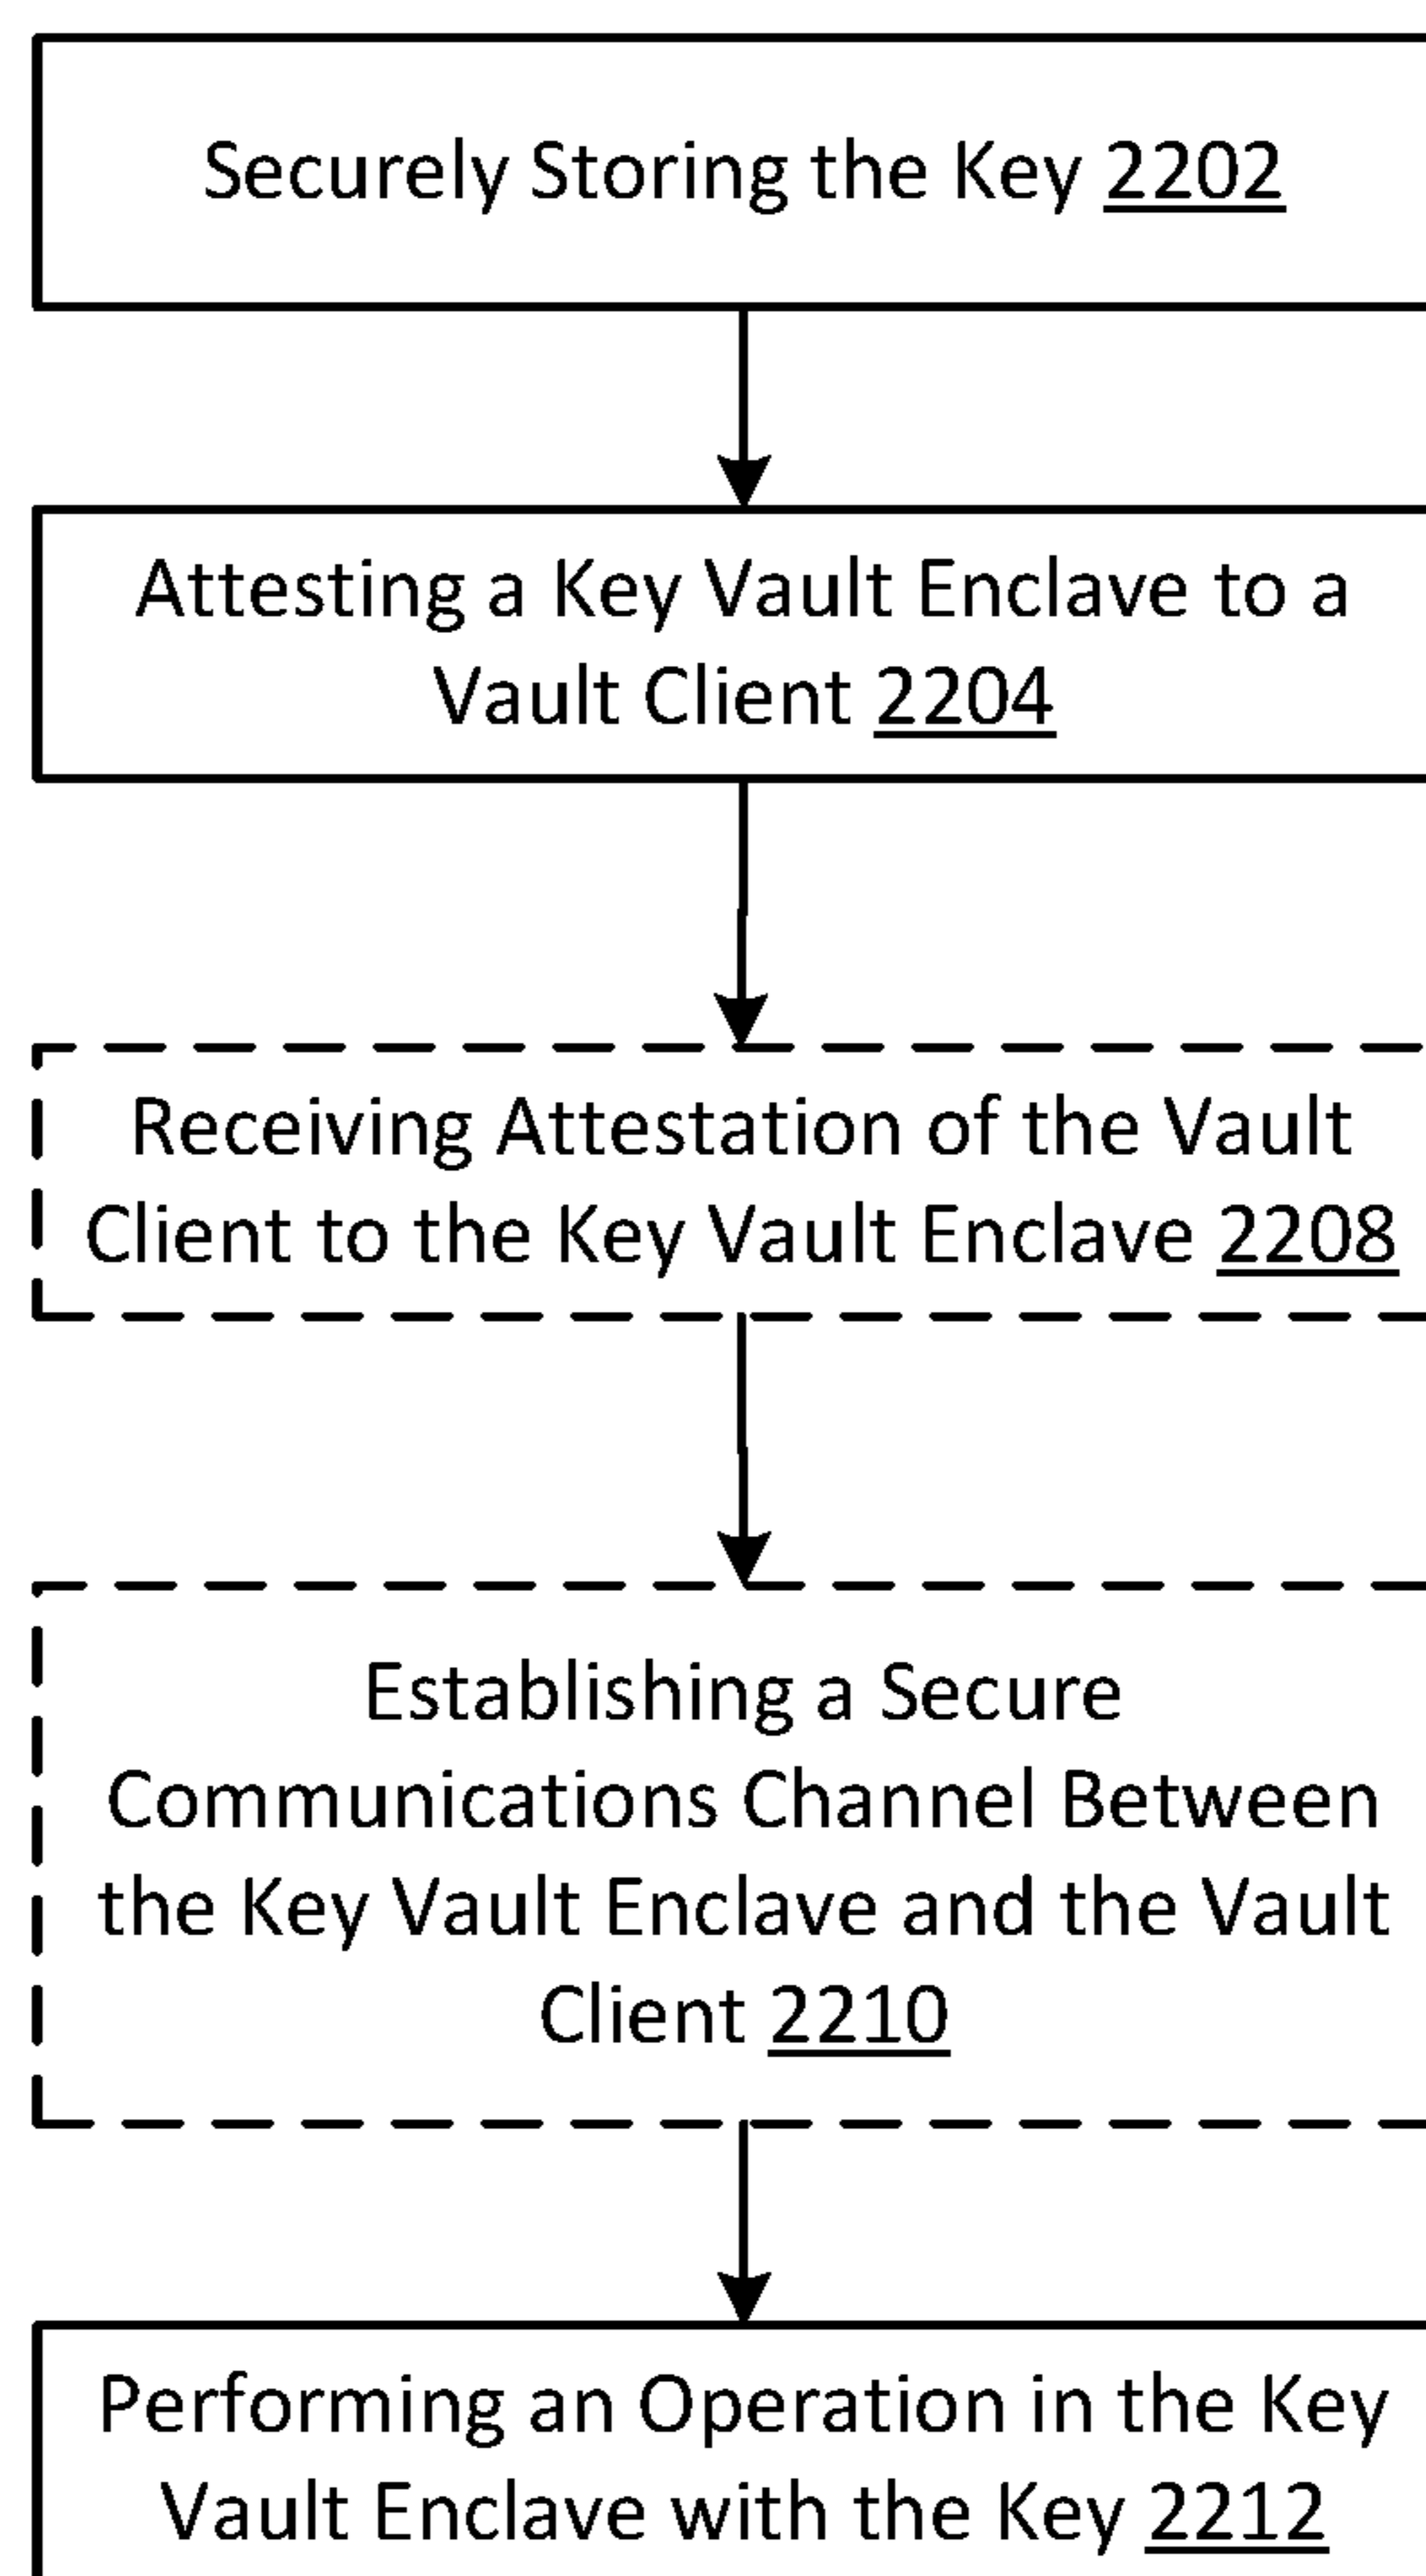 Securely Storing the Key 2202
Attesting a Key Vault Enclave to a
Vault Client 2204
Receiving Attestation of the Vault
Client to the Key Vault Enclave 2208
Establishing a Secure
Communications Channel Between
the Key Vault Enclave and the Vault
Client 2210
Performing an Operation in the Key
Vault Enclave with the Key 2212